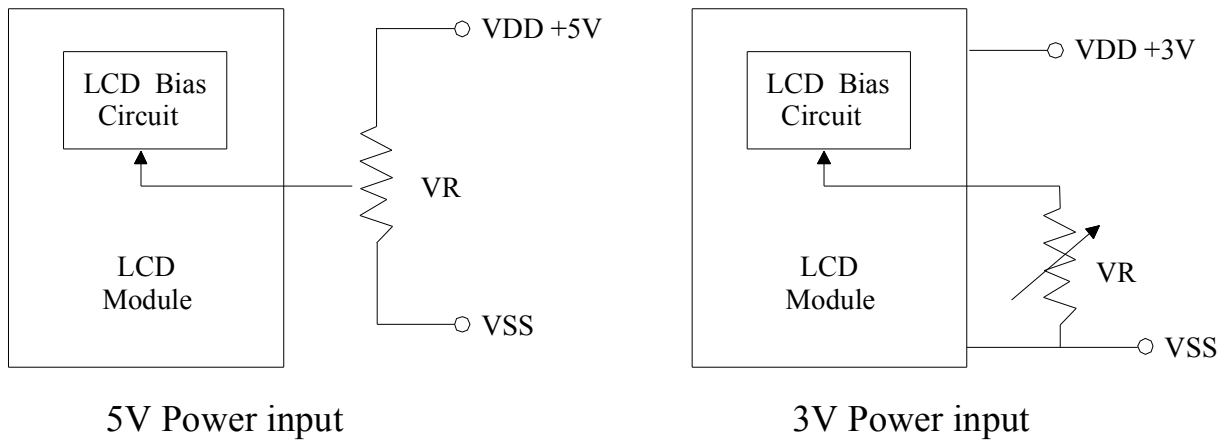 VDD +5V
LCD Bias
Circuit
VR
LCD
Module
VSS
5V Power input
VDD +3V
LCD Bias
Circuit
VR
LCD
Module
VSS
3V Power input